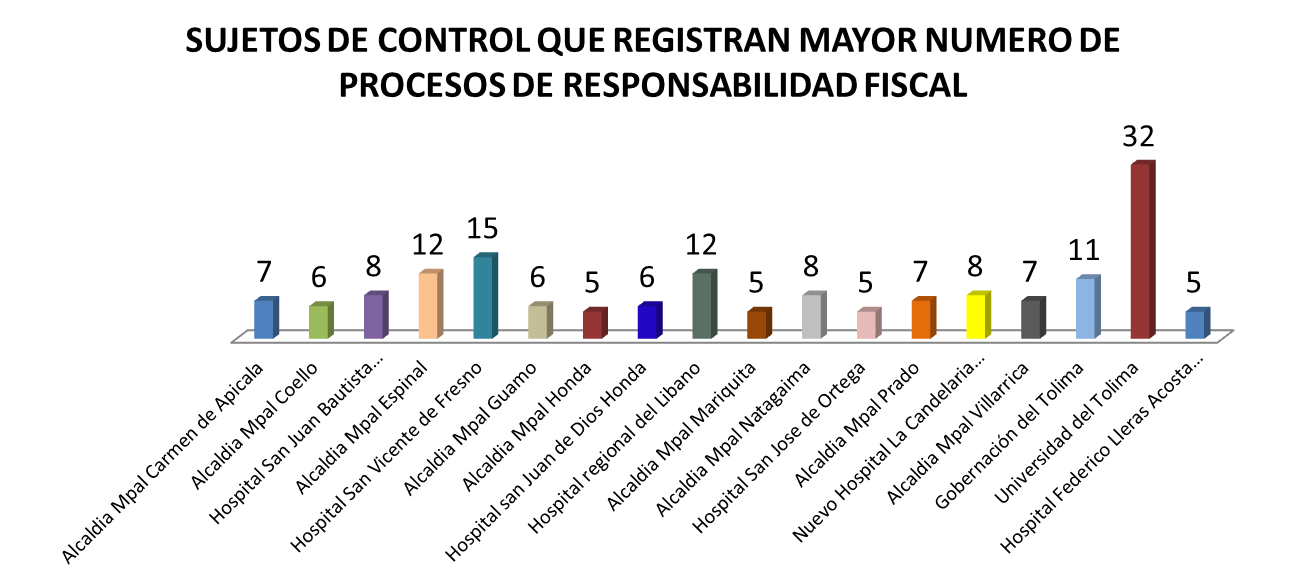 SUJETOS DE CONTROL QUE REGISTRAN MAYOR NUMERO DE
PROCESOS DE RESPONSABILIDAD FISCAL
7
6
8
12
15
6
5
6
12
5
8
5
7
8
7
11
32
5
Alcaldia Mpal Carmen de Apicala
Alcaldia Mpal Coello
Hospital San Juan Bautista...
Alcaldia Mpal Espinal
Hospital San Vicente de Fresno
Alcaldia Mpal Guamo
Alcaldia Mpal Honda
Hospital san Juan de Dios Honda
Hospital regional del Libano
Alcaldia Mpal Mariquita
Alcaldia Mpal Natagaima
Hospital San Jose de Ortega
Alcaldia Mpal Prado
Nuevo Hospital La Candelaria...
Alcaldia Mpal Villarrica
Gobernación del Tolima
Universidad del Tolima
Hospital Federico Lleras Acosta...